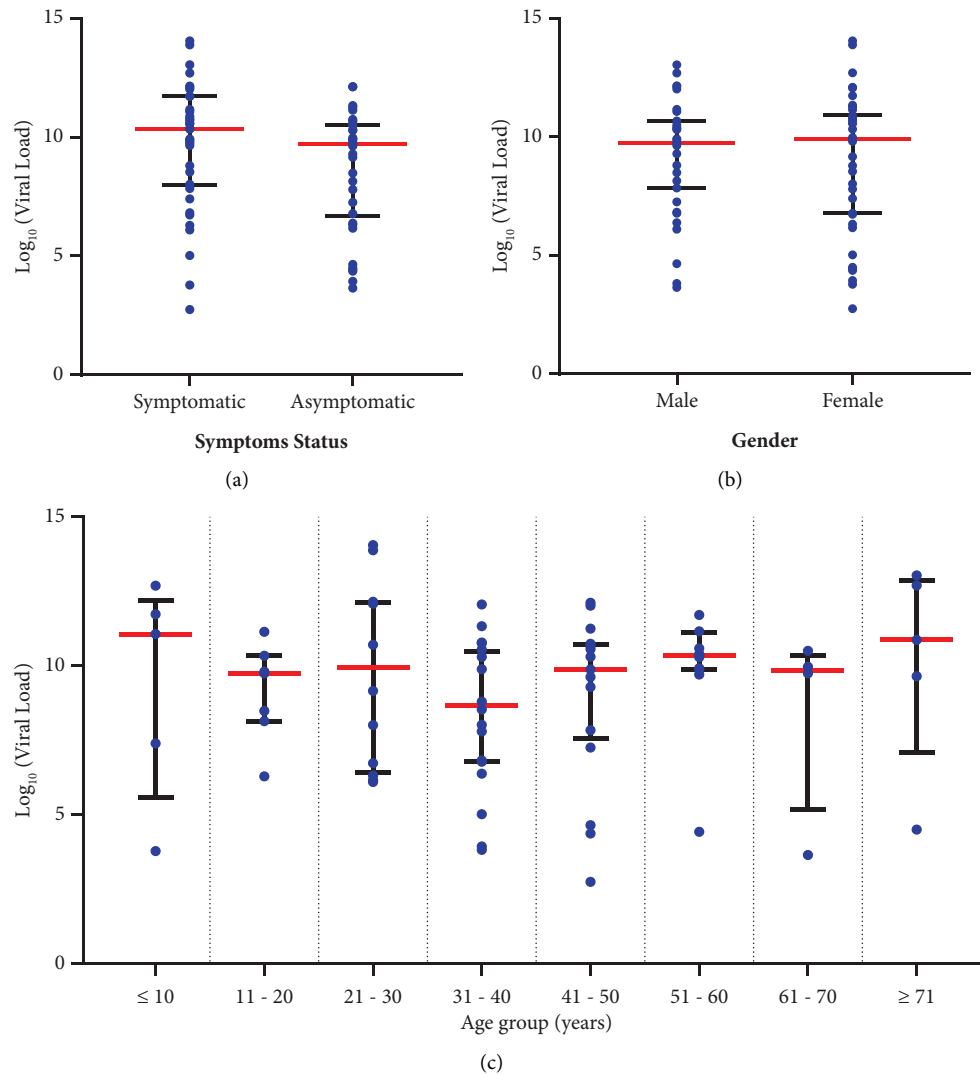 15
10
5
0
Log₁₀ (Viral Load)
Symptomatic Asymptomatic
Symptoms Status
(a)
15
10
5
0
Log₁₀ (Viral Load)
Male Female
Gender
(b)
15
10
5
0
Log₁₀ (Viral Load)
≤ 10 11 - 20 21 - 30 31 - 40 41 - 50 51 - 60 61 - 70 ≥ 71
Age group (years)
(c)